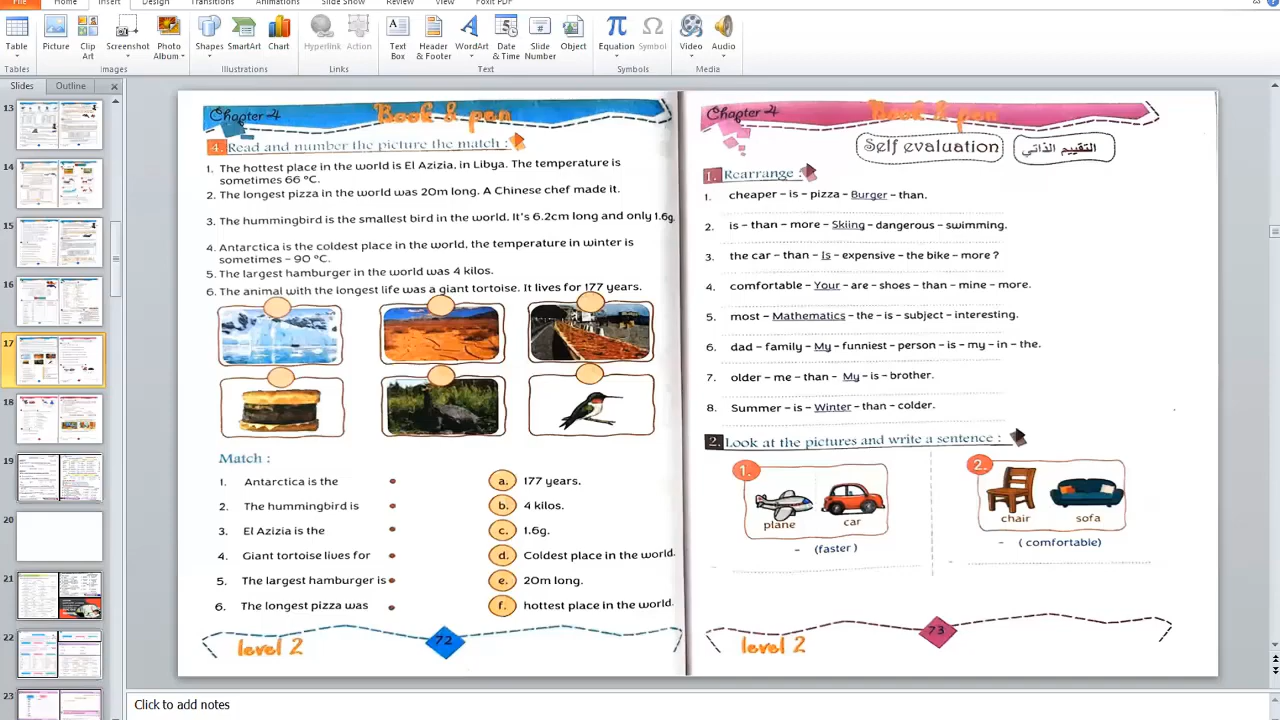 File
Home
Insert
Design
Transitions
Animations
Slide Show
Review
View
Foxit PDF
Table
Picture
Clip Art
Screenshot
Photo Album
Shapes
SmartArt
Chart
Hyperlink
Action
Text Box
Header & Footer
WordArt
Date & Time
Slide Number
Object
Equation
Symbol
Video
Audio
Tables
Images
Illustrations
Links
Text
Symbols
Media
Slides
Outline
13
14
15
16
17
18
19
20
21
22
23
Chapter 4
Book & pen
4. Read and number the picture the match :
1. The hottest place in the world is El Azizia, in Libya. The temperature is
sometimes 66 °C.
2. The longest pizza in the world was 20m long. A Chinese chef made it.
3. The hummingbird is the smallest bird in the world. It's 6.2cm long and only 1.6g.
4. Antarctica is the coldest place in the world, the temperature in winter is
sometimes – 90 °C.
5. The largest hamburger in the world was 4 kilos.
6. The animal with the longest life was a giant tortoise. It lives for 177 years.
Match :
1. Antarctica is the
a. 177 years.
2. The hummingbird is
b. 4 kilos.
3. El Azizia is the
c. 1.6g.
4. Giant tortoise lives for
d. Coldest place in the world.
5. The largest hamburger is
e. 20m long.
6. The longest pizza was
f. hottest place in the world.
level 2
72
Chapter 4
Book & pen
Self evaluation
التقييم الذاتي
1. Rearrange :
1. cheaper – is – pizza – Burger – than.
2. is – than – more – Skiing – dangerous – swimming.
3. the car – than – Is – expensive – the bike – more ?
4. comfortable – Your – are – shoes – than – mine – more.
5. most – Mathematics – the – is – subject – interesting.
6. dad – family – My – funniest – person – is – my – in – the.
7. older – me – than – My – is – brother.
8. Summer – is – Winter – than – colder.
2. Look at the pictures and write a sentence :
1.
plane
car
– (faster)
2.
chair
sofa
– ( comfortable)
level 2
73
Click to add notes